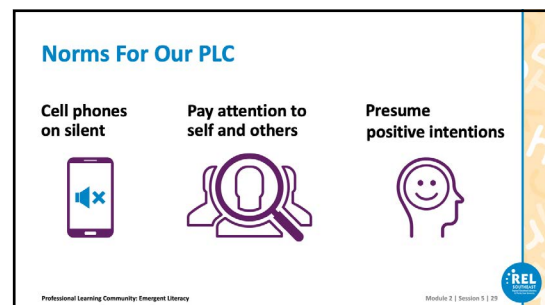 Norms For Our PLC
Cell phones
on silent
Pay attention to
self and others
Presume
positive intentions
Professional Learning Community: Emergent Literacy
Module 2 | Session 5 | 29
REL
SOUTHEAST